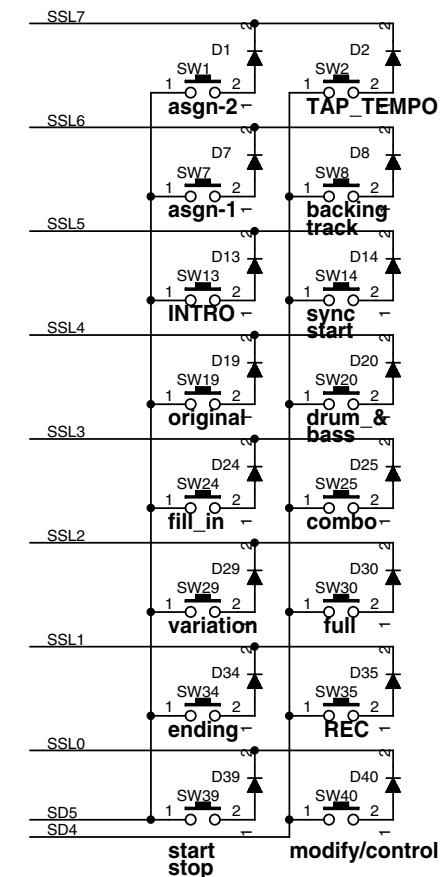 SSL7
D1 D2
SW1 SW2
1 2 1 2
asgn-2 TAP_TEMPO
SSL6
D7 D8
SW7 SW8
1 2 1 2
asgn-1 backing
track
SSL5
D13 D14
SW13 SW14
1 2 1 2
INTRO sync
start
SSL4
D19 D20
SW19 SW20
1 2 1 2
original drum_&
bass
SSL3
D24 D25
SW24 SW25
1 2 1 2
fill_in combo
SSL2
D29 D30
SW29 SW30
1 2 1 2
variation full
SSL1
D34 D35
SW34 SW35
1 2 1 2
ending REC
SSL0
D39 D40
SW39 SW40
1 2 1 2
SD5
SD4
start modify/control
stop